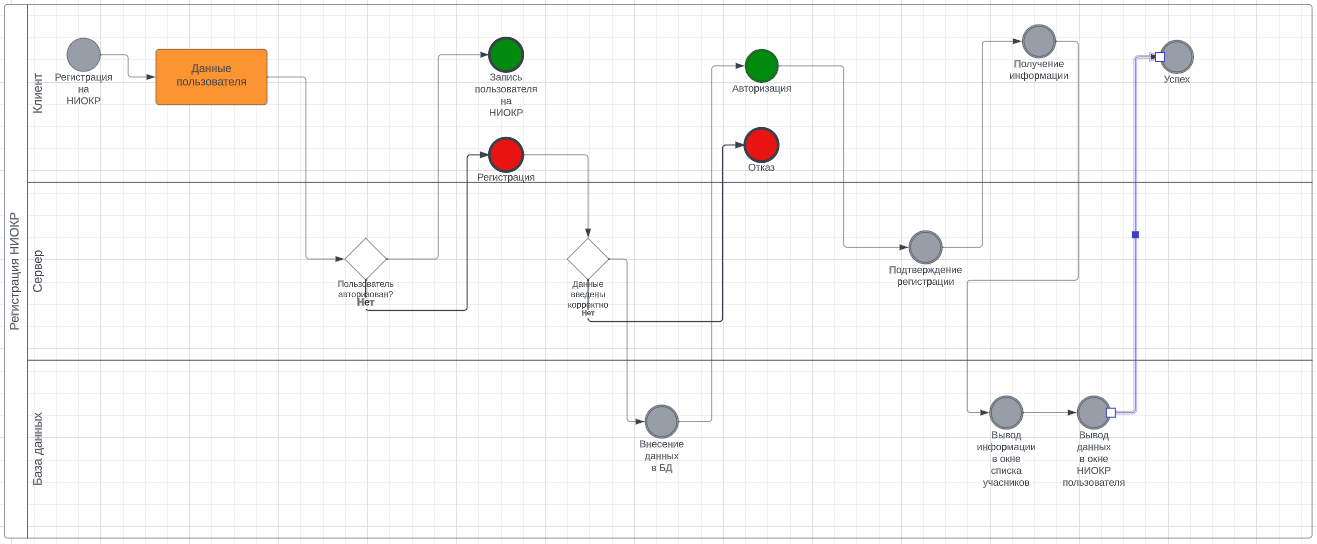 Регистрация НИОКР
Клиент
Регистрация
на
НИОКР
Данные
пользователя
Запись
пользователя
на
НИОКР
Регистрация
Авторизация
Отказ
Получение
информации
Успех
Сервер
Пользователь
авторизован?
Нет
Данные
введены
корректно
Нет
Подтверждение
регистрации
База данных
Внесение
данных
в БД
Вывод
информации
в окне
списка
учасников
Вывод
данных
в окне
НИОКР
пользователя